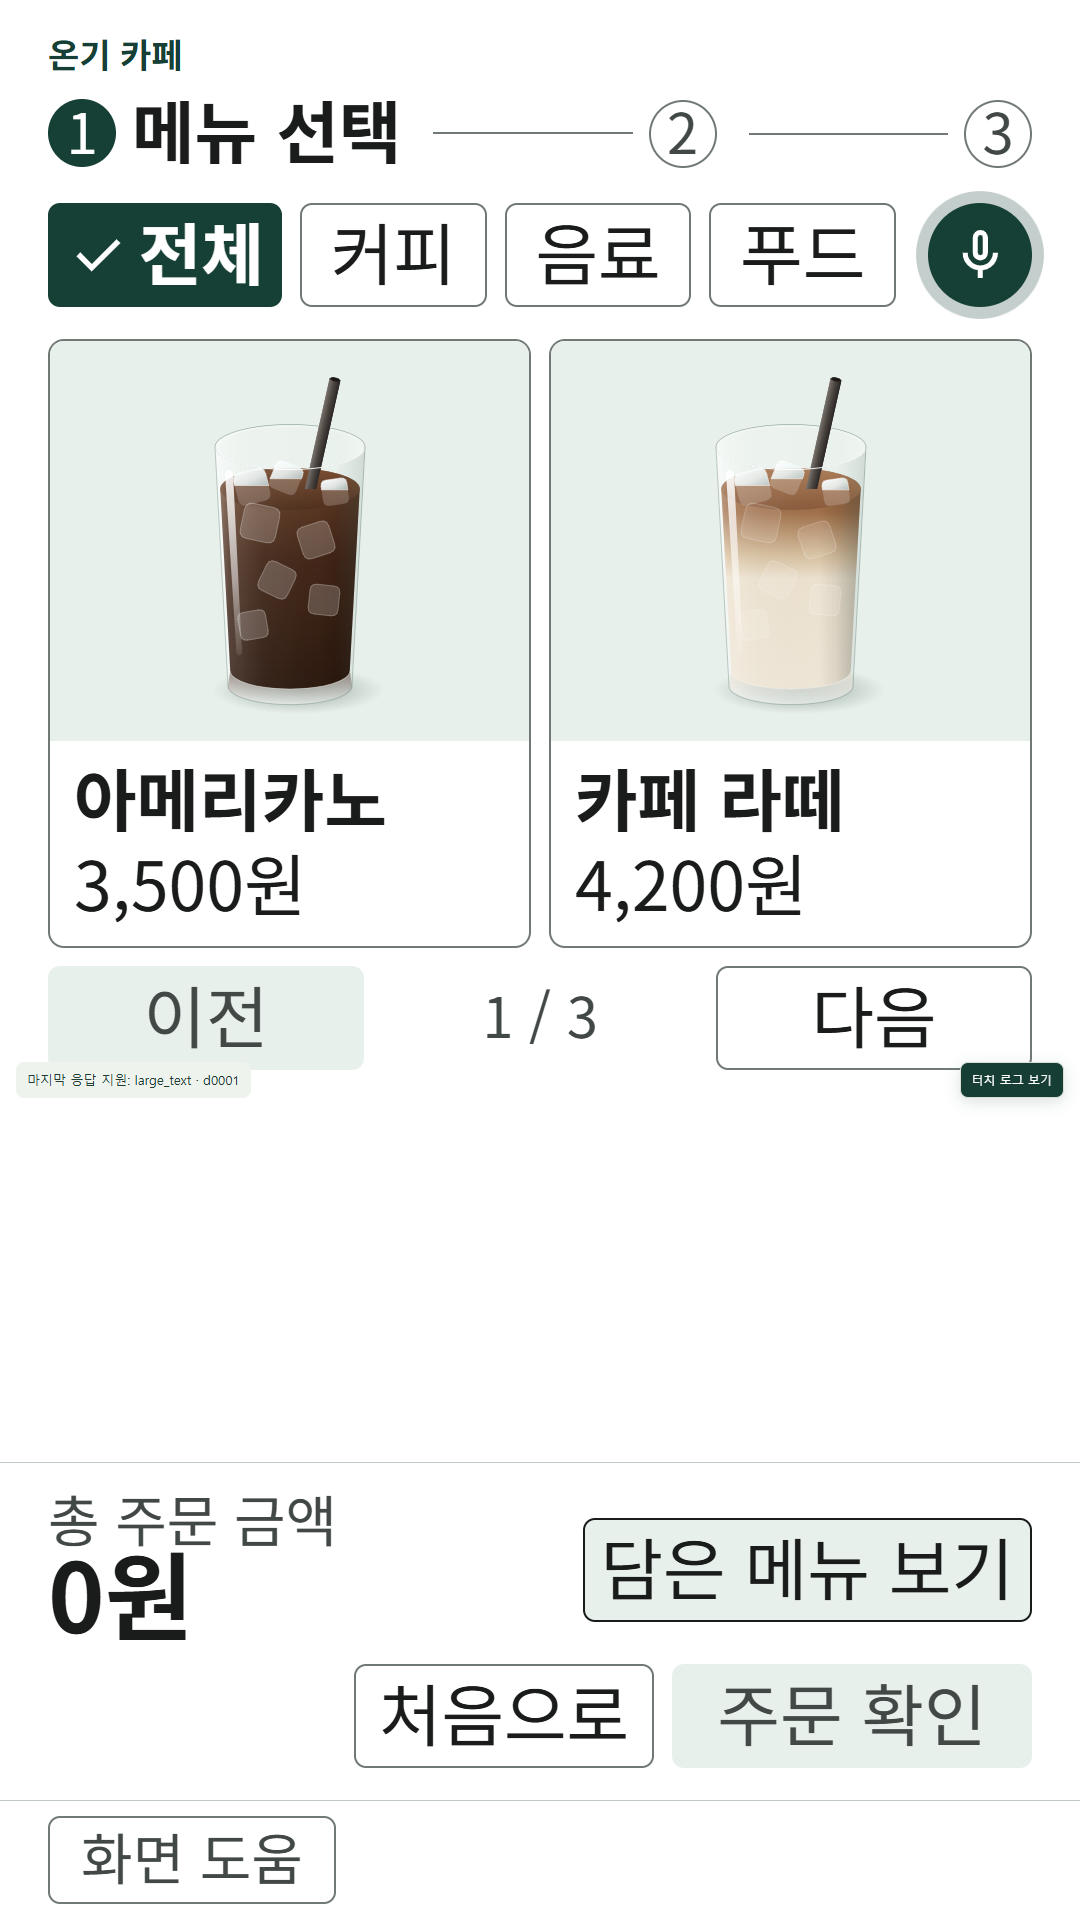 온기 카페
1 메뉴 선택 2 3
전체 커피 음료 푸드
아메리카노
3,500원
카페 라떼
4,200원
이전 1 / 3 다음
마지막 응답 지원: large_text · d0001
터치 로그 보기
총 주문 금액
0원
담은 메뉴 보기
처음으로 주문 확인
화면 도움